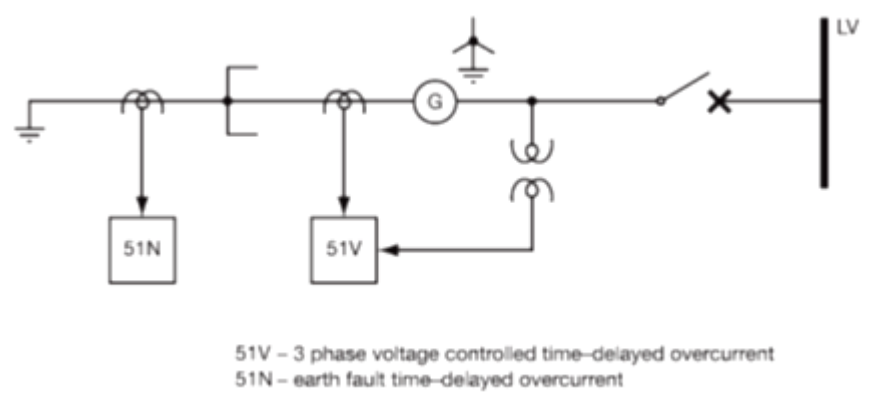 LV
G
51N
51V
51V – 3 phase voltage controlled time–delayed overcurrent
51N – earth fault time–delayed overcurrent